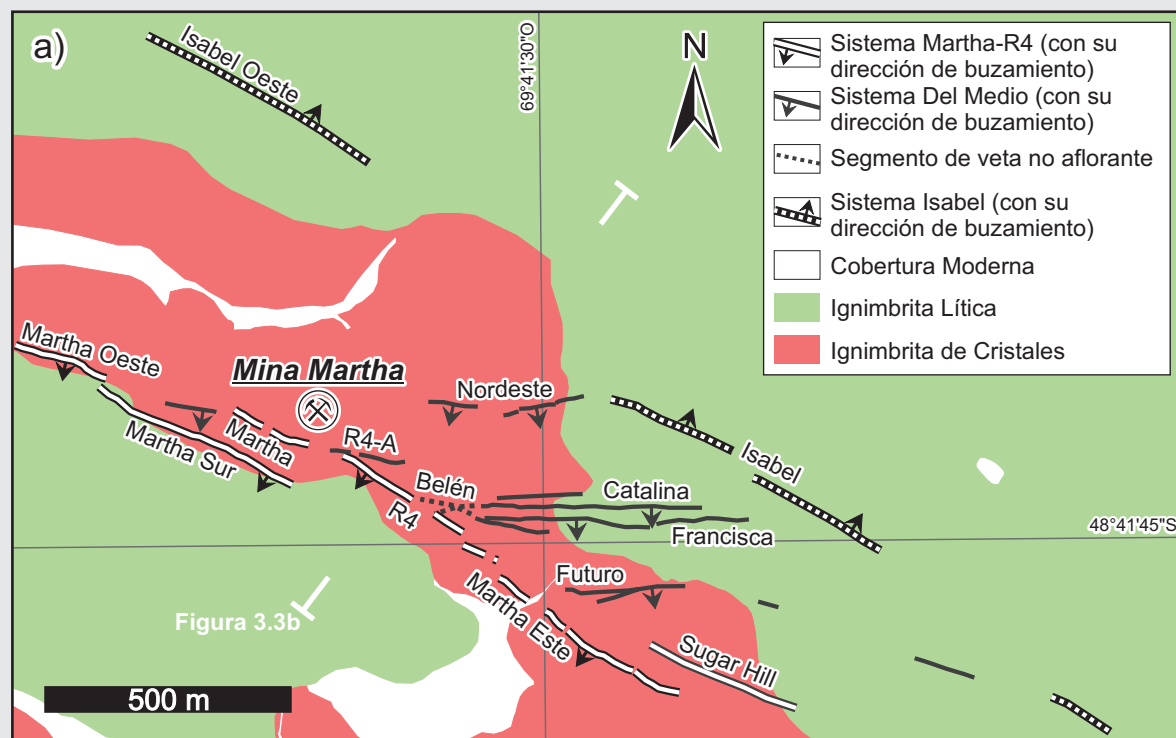 a)
Isabel Oeste
69°41'30"O
N
Sistema Martha-R4 (con su
dirección de buzamiento)
Sistema Del Medio (con su
dirección de buzamiento)
Segmento de veta no aflorante
Sistema Isabel (con su
dirección de buzamiento)
Cobertura Moderna
Ignimbrita Lítica
Ignimbrita de Cristales
Martha Oeste
Mina Martha
Nordeste
Martha Sur
Martha
R4-A
R4
Belén
Catalina
Francisca
Isabel
48°41'45"S
Futuro
Martha Este
Sugar Hill
Figura 3.3b
500 m